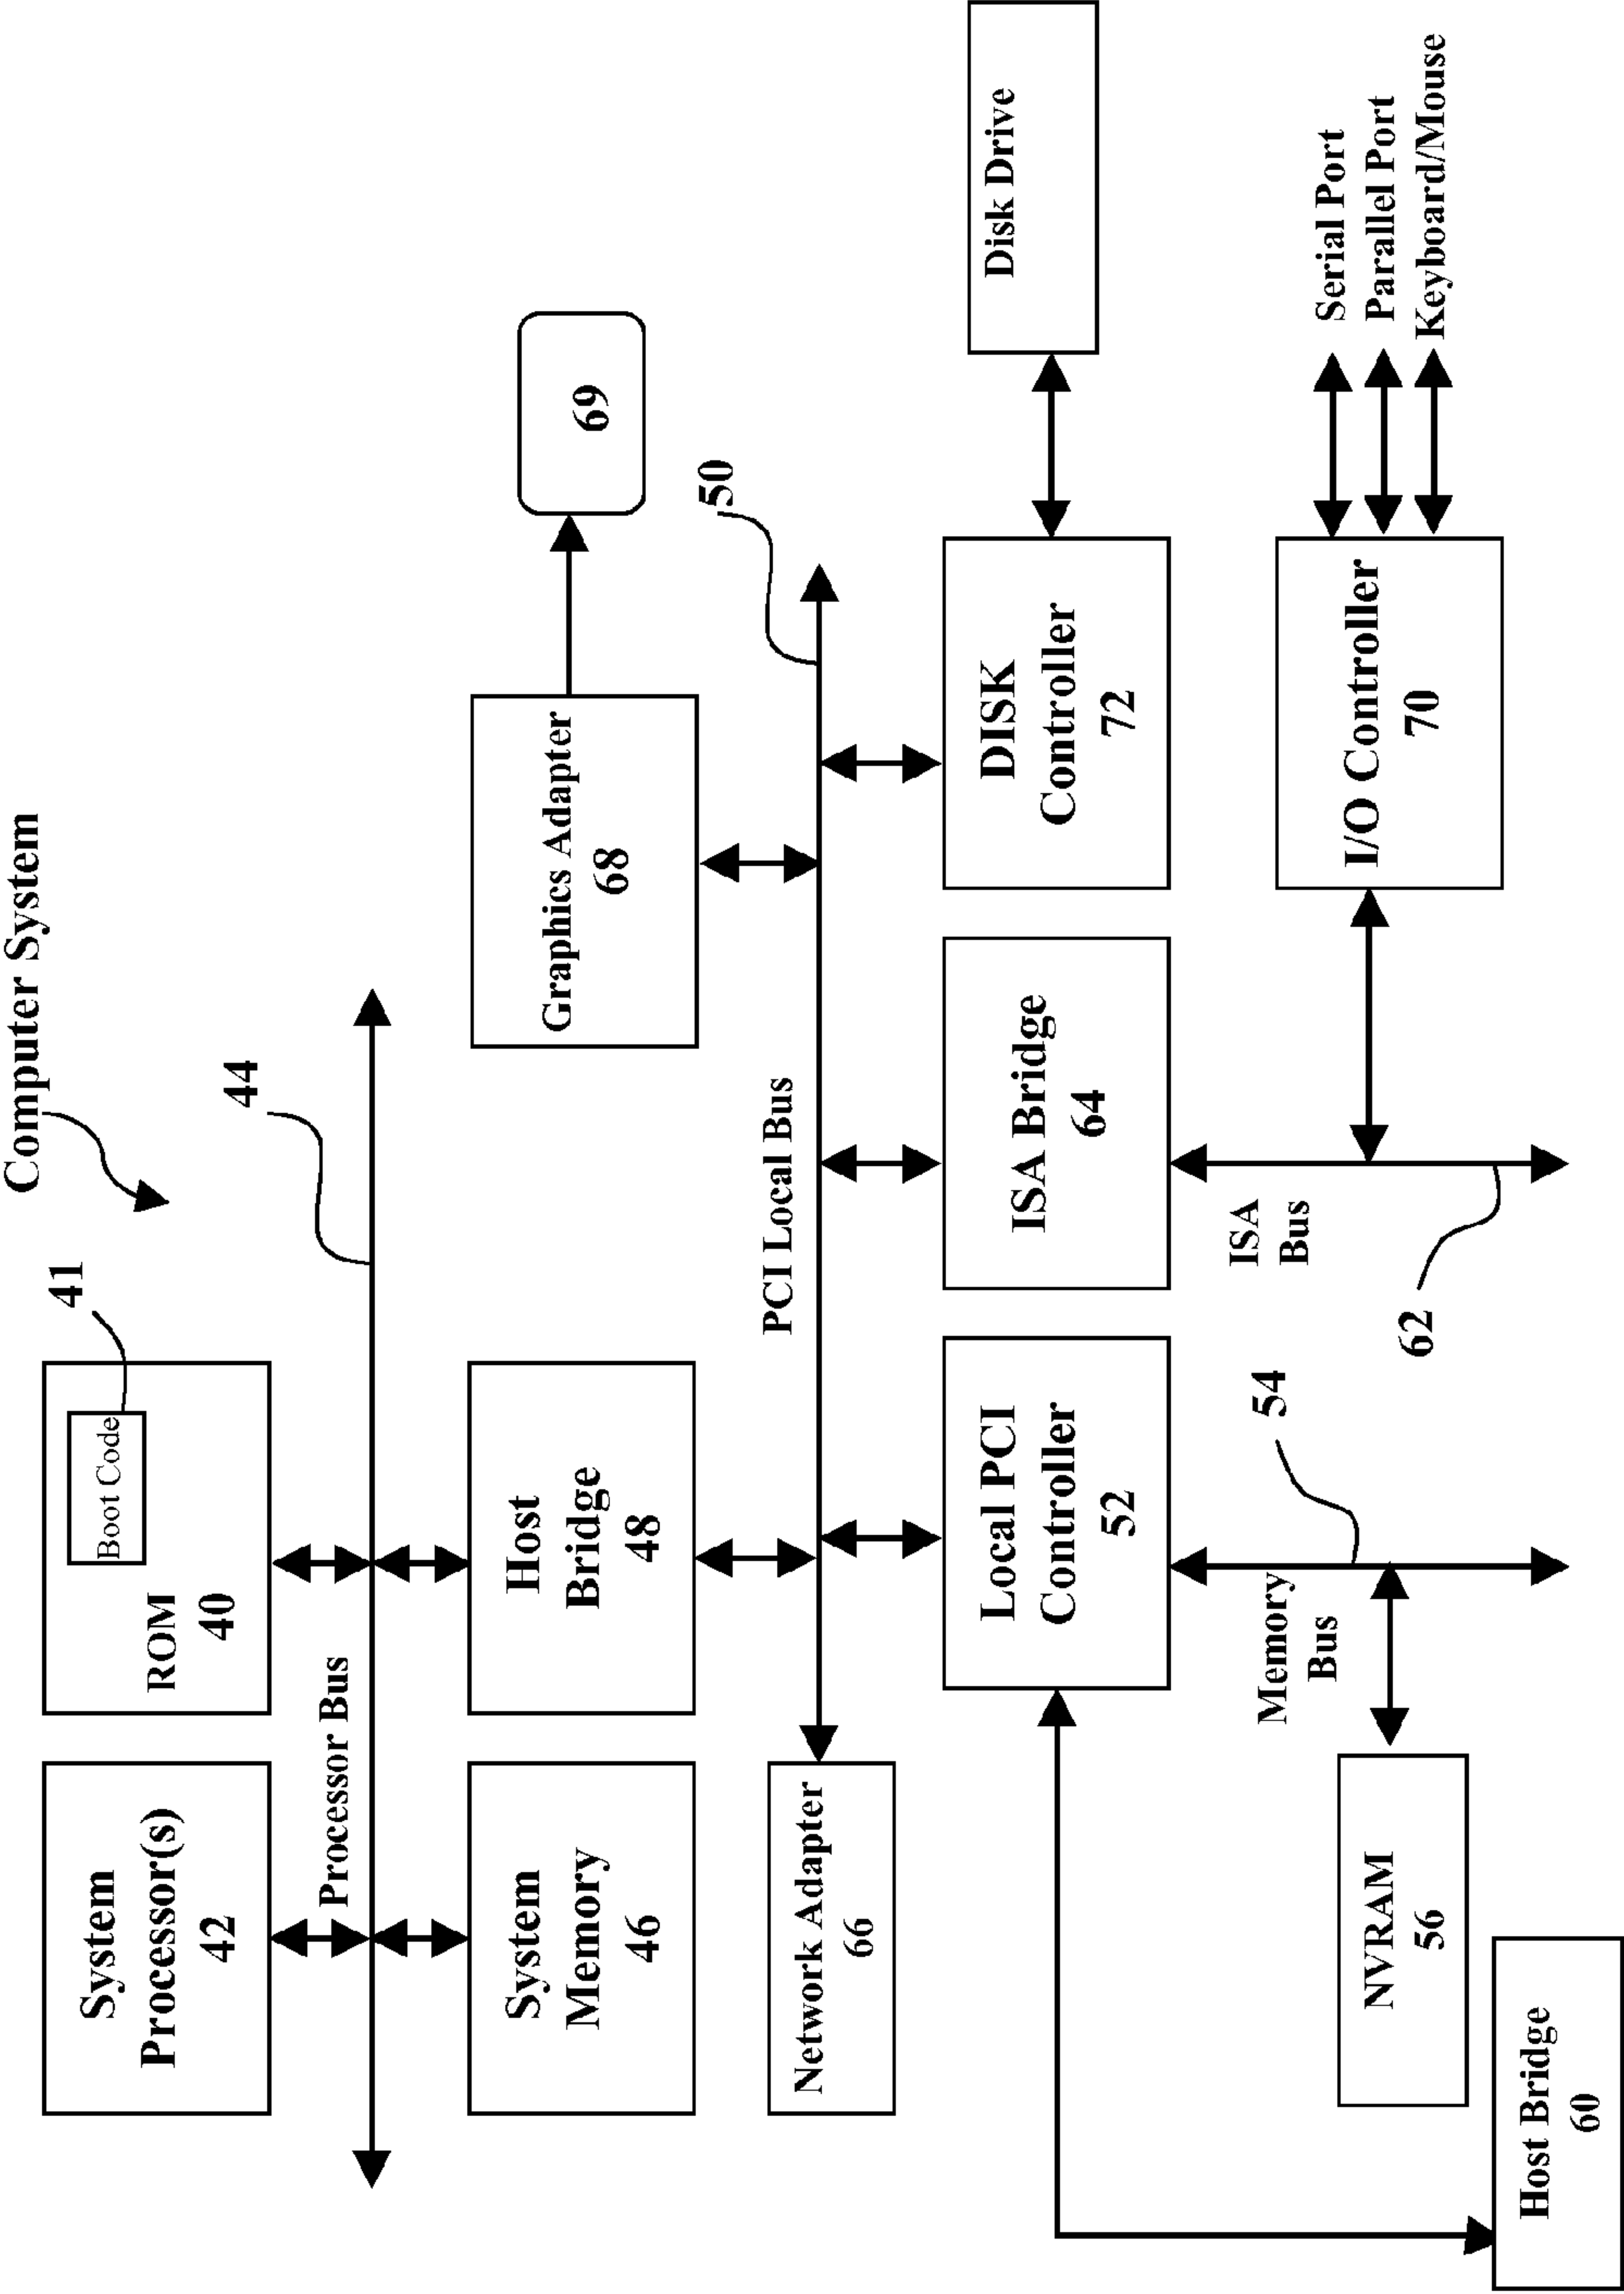 Computer System
System
Processor(s)
42
Boot Code
41
ROM
40
44
Processor Bus
System
Memory
46
Host
Bridge
48
Graphics Adapter
68
69
50
PCI Local Bus
Network Adapter
66
Local PCI
Controller
52
ISA Bridge
64
DISK
Controller
72
Disk Drive
Memory
Bus
54
ISA
Bus
62
I/O Controller
70
Serial Port
Parallel Port
Keyboard/Mouse
NVRAM
56
Host Bridge
60